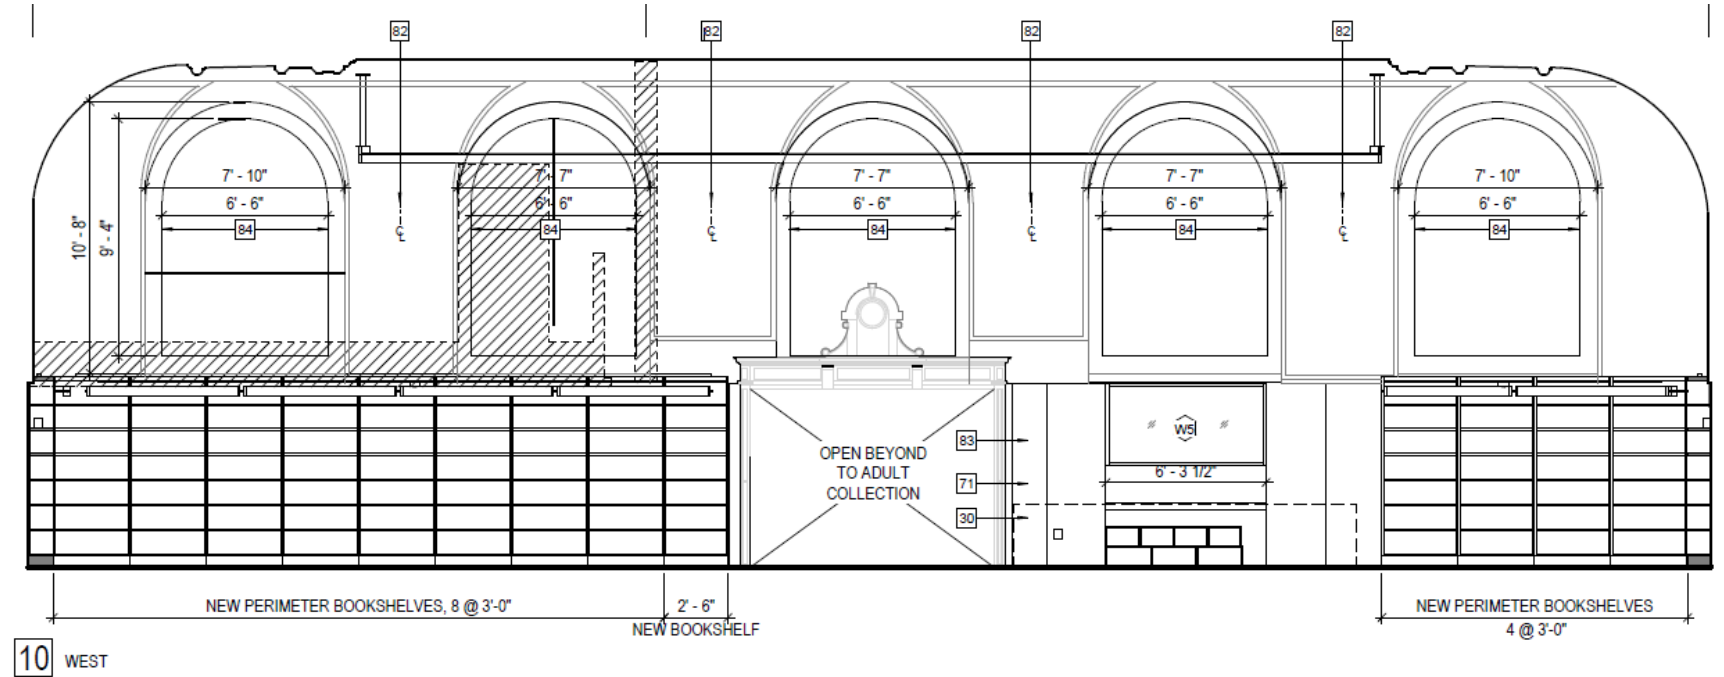 82 82 82 82
7' - 10" 7' - 7" 7' - 7" 7' - 7" 7' - 10"
6' - 6" 6' - 6" 6' - 6" 6' - 6" 6' - 6"
84 84 84 84 84
10' - 8"
9' - 4"
℄ ℄ ℄ ℄
OPEN BEYOND
TO ADULT
COLLECTION
83
71
30
W5
6' - 3 1/2"
NEW PERIMETER BOOKSHELVES, 8 @ 3'-0"
2' - 6"
NEW BOOKSHELF
NEW PERIMETER BOOKSHELVES
4 @ 3'-0"
10 WEST